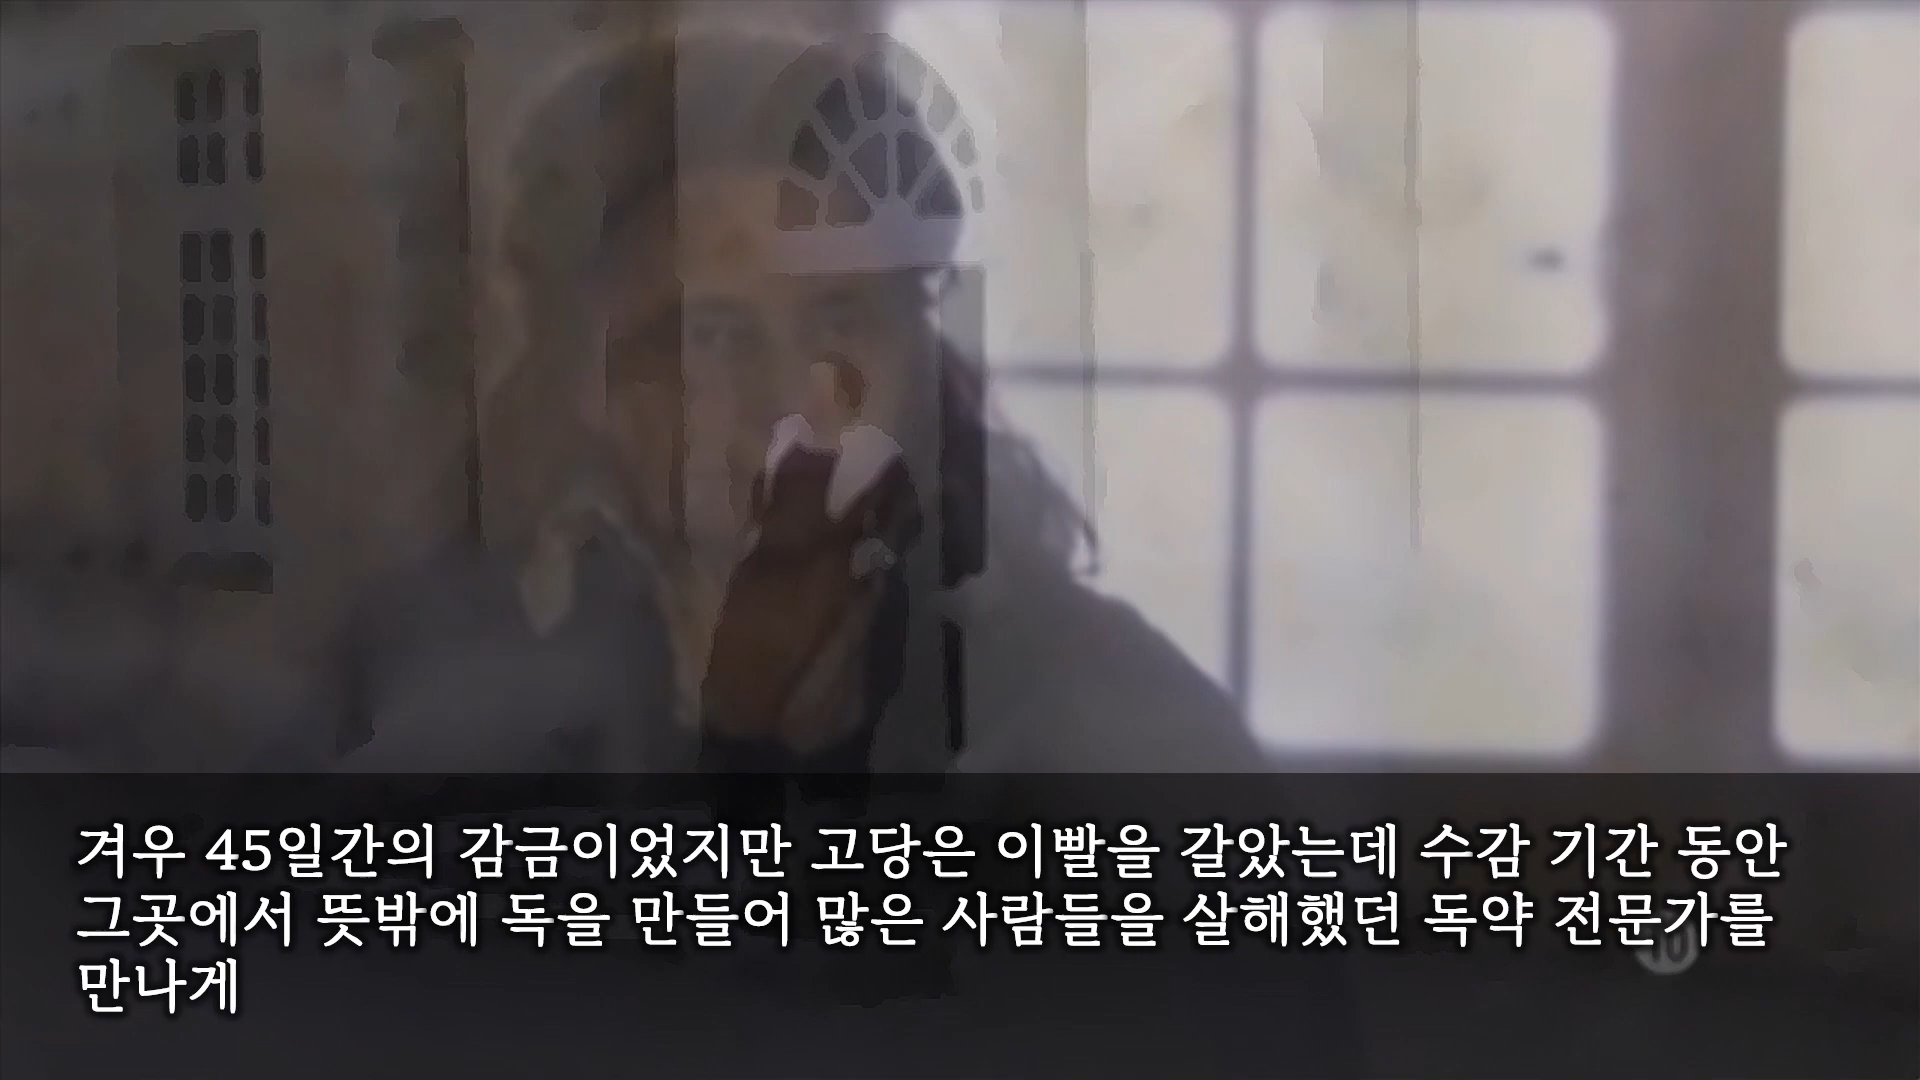 겨우 45일간의 감금이었지만 고당은 이빨을 갈았는데 수감 기간 동안
그곳에서 뜻밖에 독을 만들어 많은 사람들을 살해했던 독약 전문가를
만나게
10